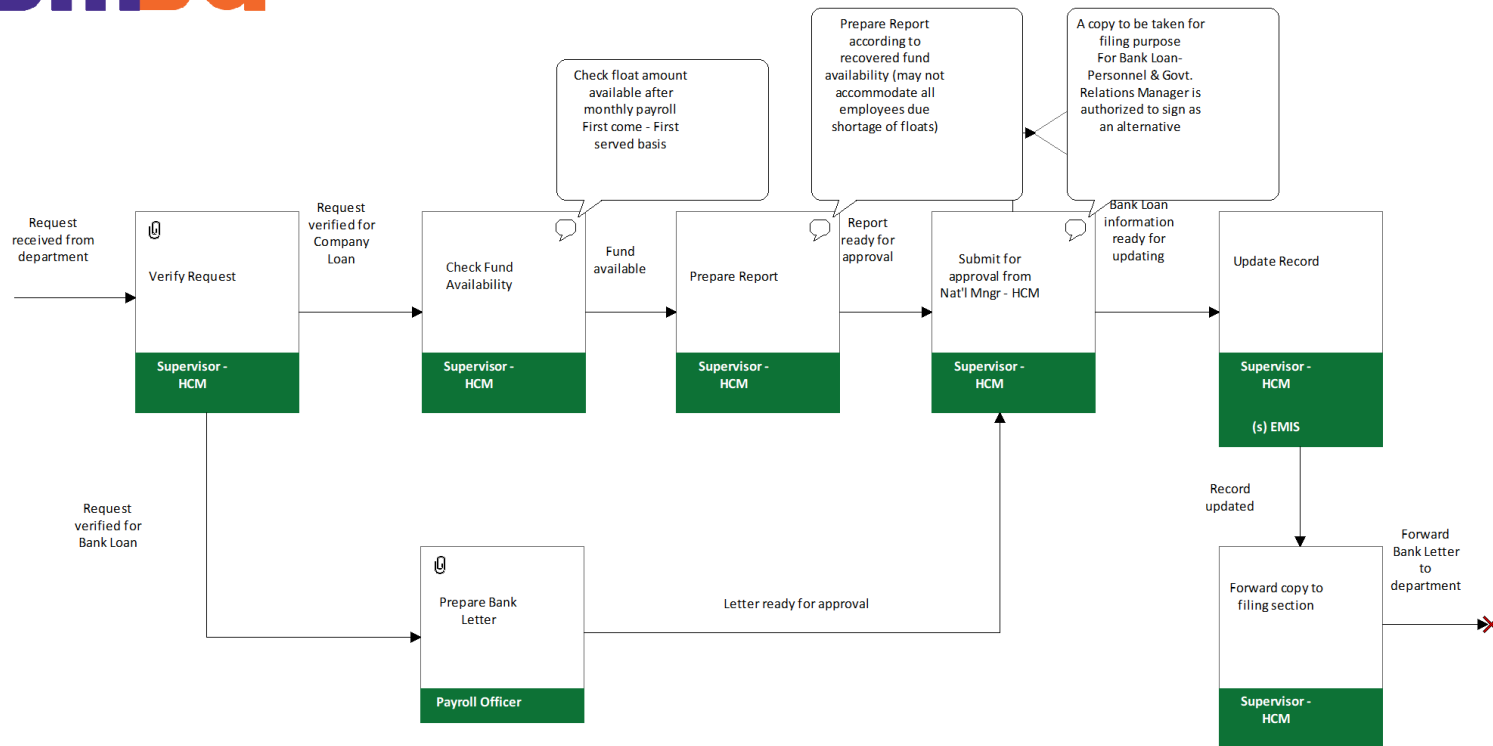 Prepare Report
according to
recovered fund
availability (may not
accommodate all
employees due
shortage of floats)
A copy to be taken for
filing purpose
For Bank Loan-
Personnel & Govt.
Relations Manager is
authorized to sign as
an alternative
Check float amount
available after
monthly payroll
First come - First
served basis
Request
received from
department
Verify Request
Supervisor -
HCM
Request
verified for
Company
Loan
Check Fund
Availability
Supervisor -
HCM
Fund
available
Prepare Report
Supervisor -
HCM
Report
ready for
approval
Submit for
approval from
Nat'l Mngr - HCM
Supervisor -
HCM
Bank Loan
information
ready for
updating
Update Record
Supervisor -
HCM
(s) EMIS
Request
verified for
Bank Loan
Prepare Bank
Letter
Payroll Officer
Letter ready for approval
Record
updated
Forward copy to
filing section
Supervisor -
HCM
Forward
Bank Letter
to
department